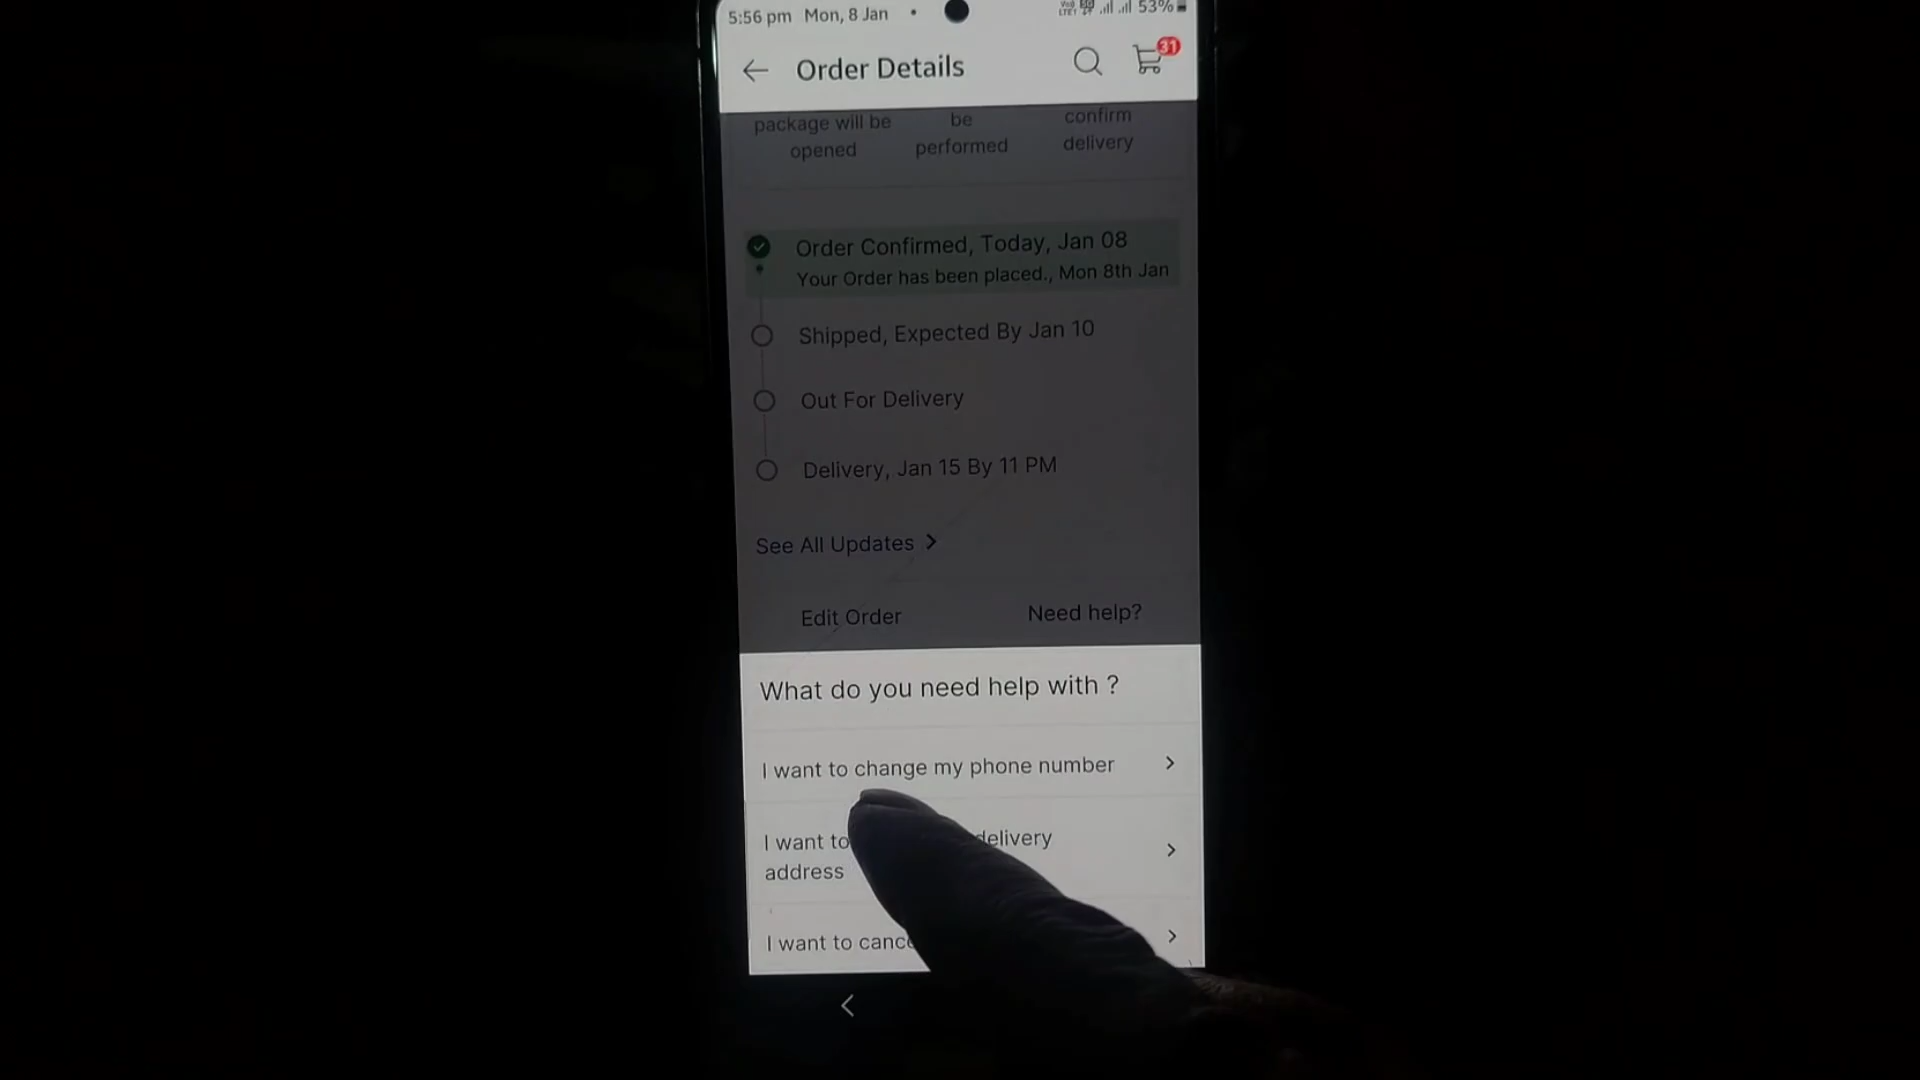 5:56 pm Mon, 8 Jan
53%
Order Details
31
package will be opened
be performed
confirm delivery
Order Confirmed, Today, Jan 08
Your Order has been placed., Mon 8th Jan
Shipped, Expected By Jan 10
Out For Delivery
Delivery, Jan 15 By 11 PM
See All Updates
Edit Order
Need help?
What do you need help with ?
I want to change my phone number
I want to delivery
address
I want to